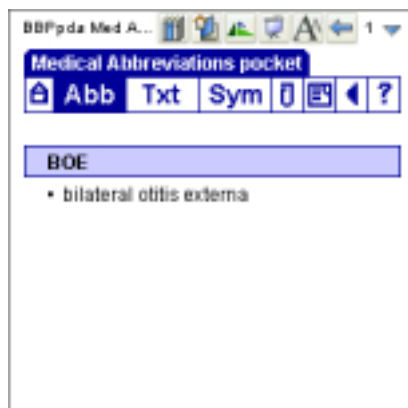 BBPpda Med A... 1
Medical Abbreviations pocket
Abb Txt Sym ?
BOE
• bilateral otitis externa